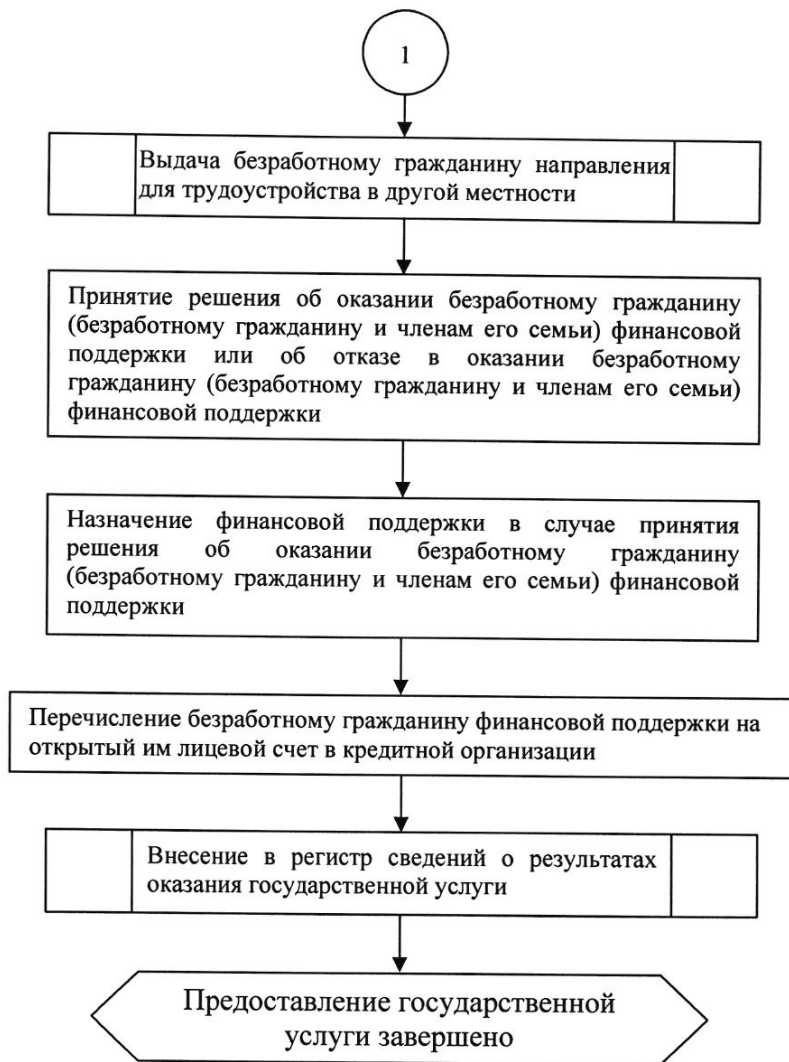 1
Выдача безработному гражданину направления
для трудоустройства в другой местности
Принятие решения об оказании безработному гражданину
(безработному гражданину и членам его семьи) финансовой
поддержки или об отказе в оказании безработному
гражданину (безработному гражданину и членам его семьи)
финансовой поддержки
Назначение финансовой поддержки в случае принятия
решения об оказании безработному гражданину
(безработному гражданину и членам его семьи) финансовой
поддержки
Перечисление безработному гражданину финансовой поддержки на
открытый им лицевой счет в кредитной организации
Внесение в регистр сведений о результатах
оказания государственной услуги
Предоставление государственной
услуги завершено